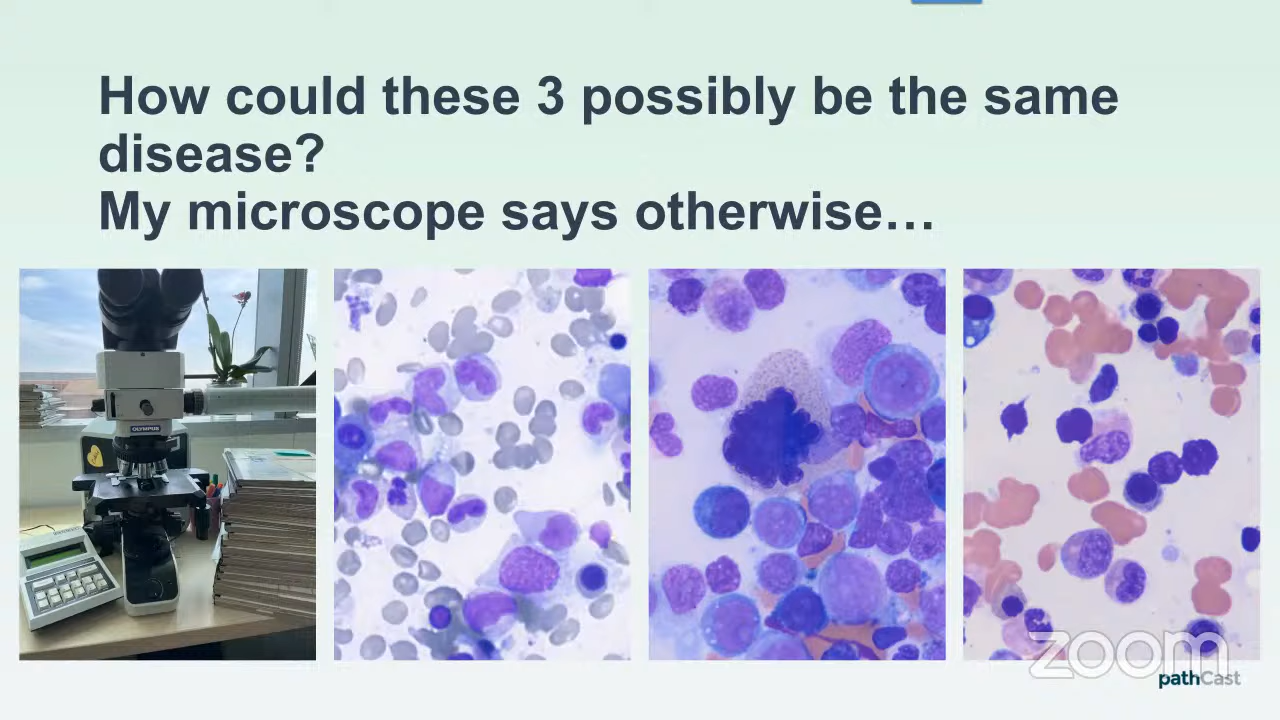 How could these 3 possibly be the same
disease?
My microscope says otherwise…
OLYMPUS
zoom
pathCast